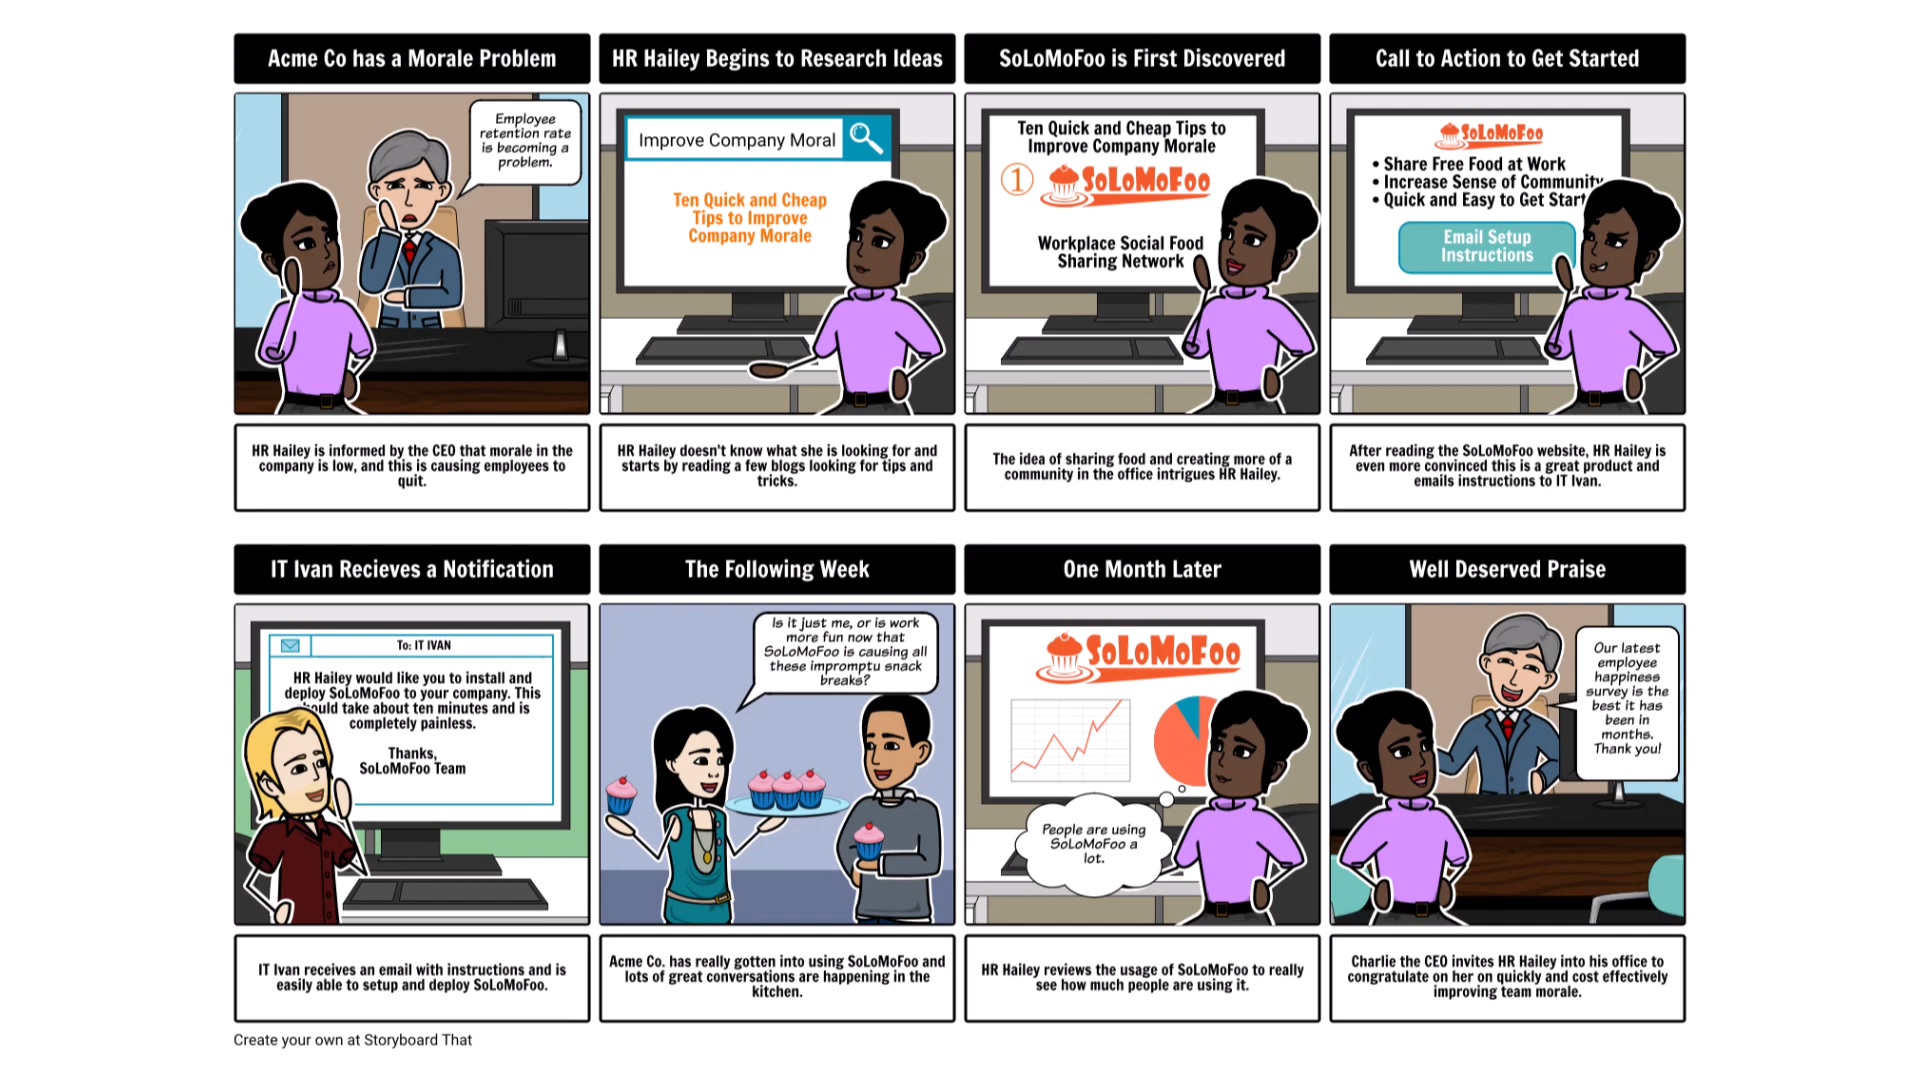 Acme Co has a Morale Problem
HR Hailey Begins to Research Ideas
SoLoMoFoo is First Discovered
Call to Action to Get Started
Employee
retention rate
is becoming a
problem.
Improve Company Moral
Ten Quick and Cheap
Tips to Improve
Company Morale
Ten Quick and Cheap Tips to
Improve Company Morale
1
SoLoMoFoo
Workplace Social Food
Sharing Network
SoLoMoFoo
• Share Free Food at Work
• Increase Sense of Community
• Quick and Easy to Get Start
Email Setup
Instructions
HR Hailey is informed by the CEO that morale in the
company is low, and this is causing employees to
quit.
HR Hailey doesn't know what she is looking for and
starts by reading a few blogs looking for tips and
tricks.
The idea of sharing food and creating more of a
community in the office intrigues HR Hailey.
After reading the SoLoMoFoo website, HR Hailey is
even more convinced this is a great product and
emails instructions to IT Ivan.
IT Ivan Recieves a Notification
The Following Week
One Month Later
Well Deserved Praise
To: IT IVAN
HR Hailey would like you to install and
deploy SoLoMoFoo to your company. This
ould take about ten minutes and is
completely painless.
Thanks,
SoLoMoFoo Team
Is it just me, or is work
more fun now that
SoLoMoFoo is causing all
these impromptu snack
breaks?
SoLoMoFoo
People are using
SoLoMoFoo a
lot.
Our latest
employee
happiness
survey is the
best it has
been in
months.
Thank you!
IT Ivan receives an email with instructions and is
easily able to setup and deploy SoLoMoFoo.
Acme Co. has really gotten into using SoLoMoFoo and
lots of great conversations are happening in the
kitchen.
HR Hailey reviews the usage of SoLoMoFoo to really
see how much people are using it.
Charlie the CEO invites HR Hailey into his office to
congratulate on her on quickly and cost effectively
improving team morale.
Create your own at Storyboard That